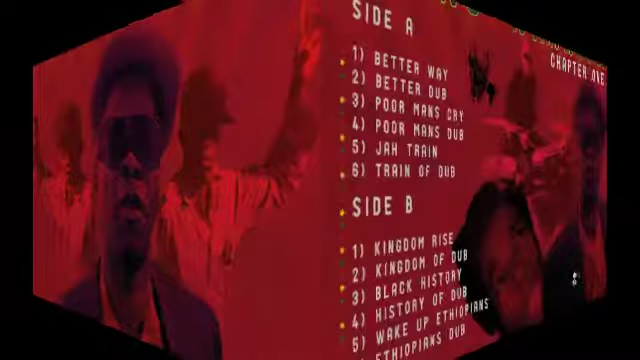 SIDE A
CHAPTER ONE
1) BETTER WAY
2) BETTER DUB
3) POOR MANS CRY
4) POOR MANS DUB
5) JAH TRAIN
6) TRAIN OF DUB
SIDE B
1) KINGDOM RISE
2) KINGDOM OF DUB
3) BLACK HISTORY
4) HISTORY OF DUB
5) WAKE UP ETHIOPIANS
ETHIOPIANS DUB